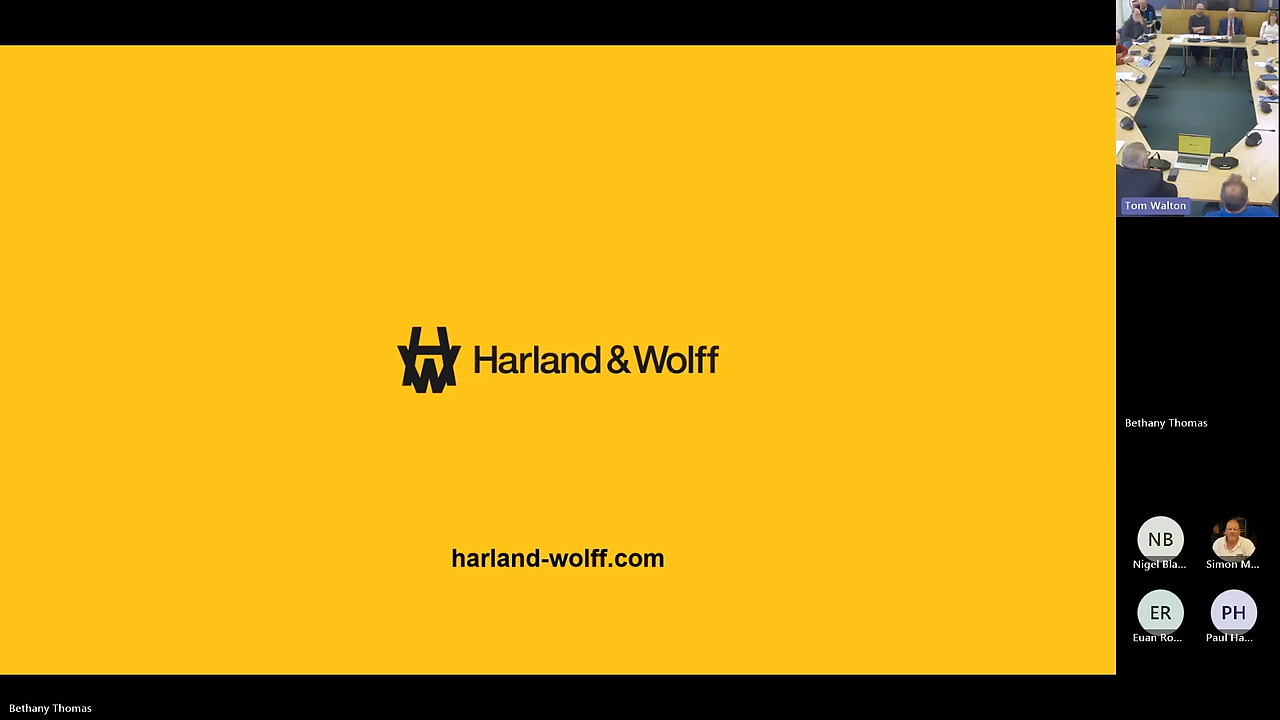 Harland & Wolff
harland-wolff.com
Tom Walton
Bethany Thomas
NB
Nigel Bla...
Simon M...
ER
Euan Ro...
PH
Paul Ha...
Bethany Thomas